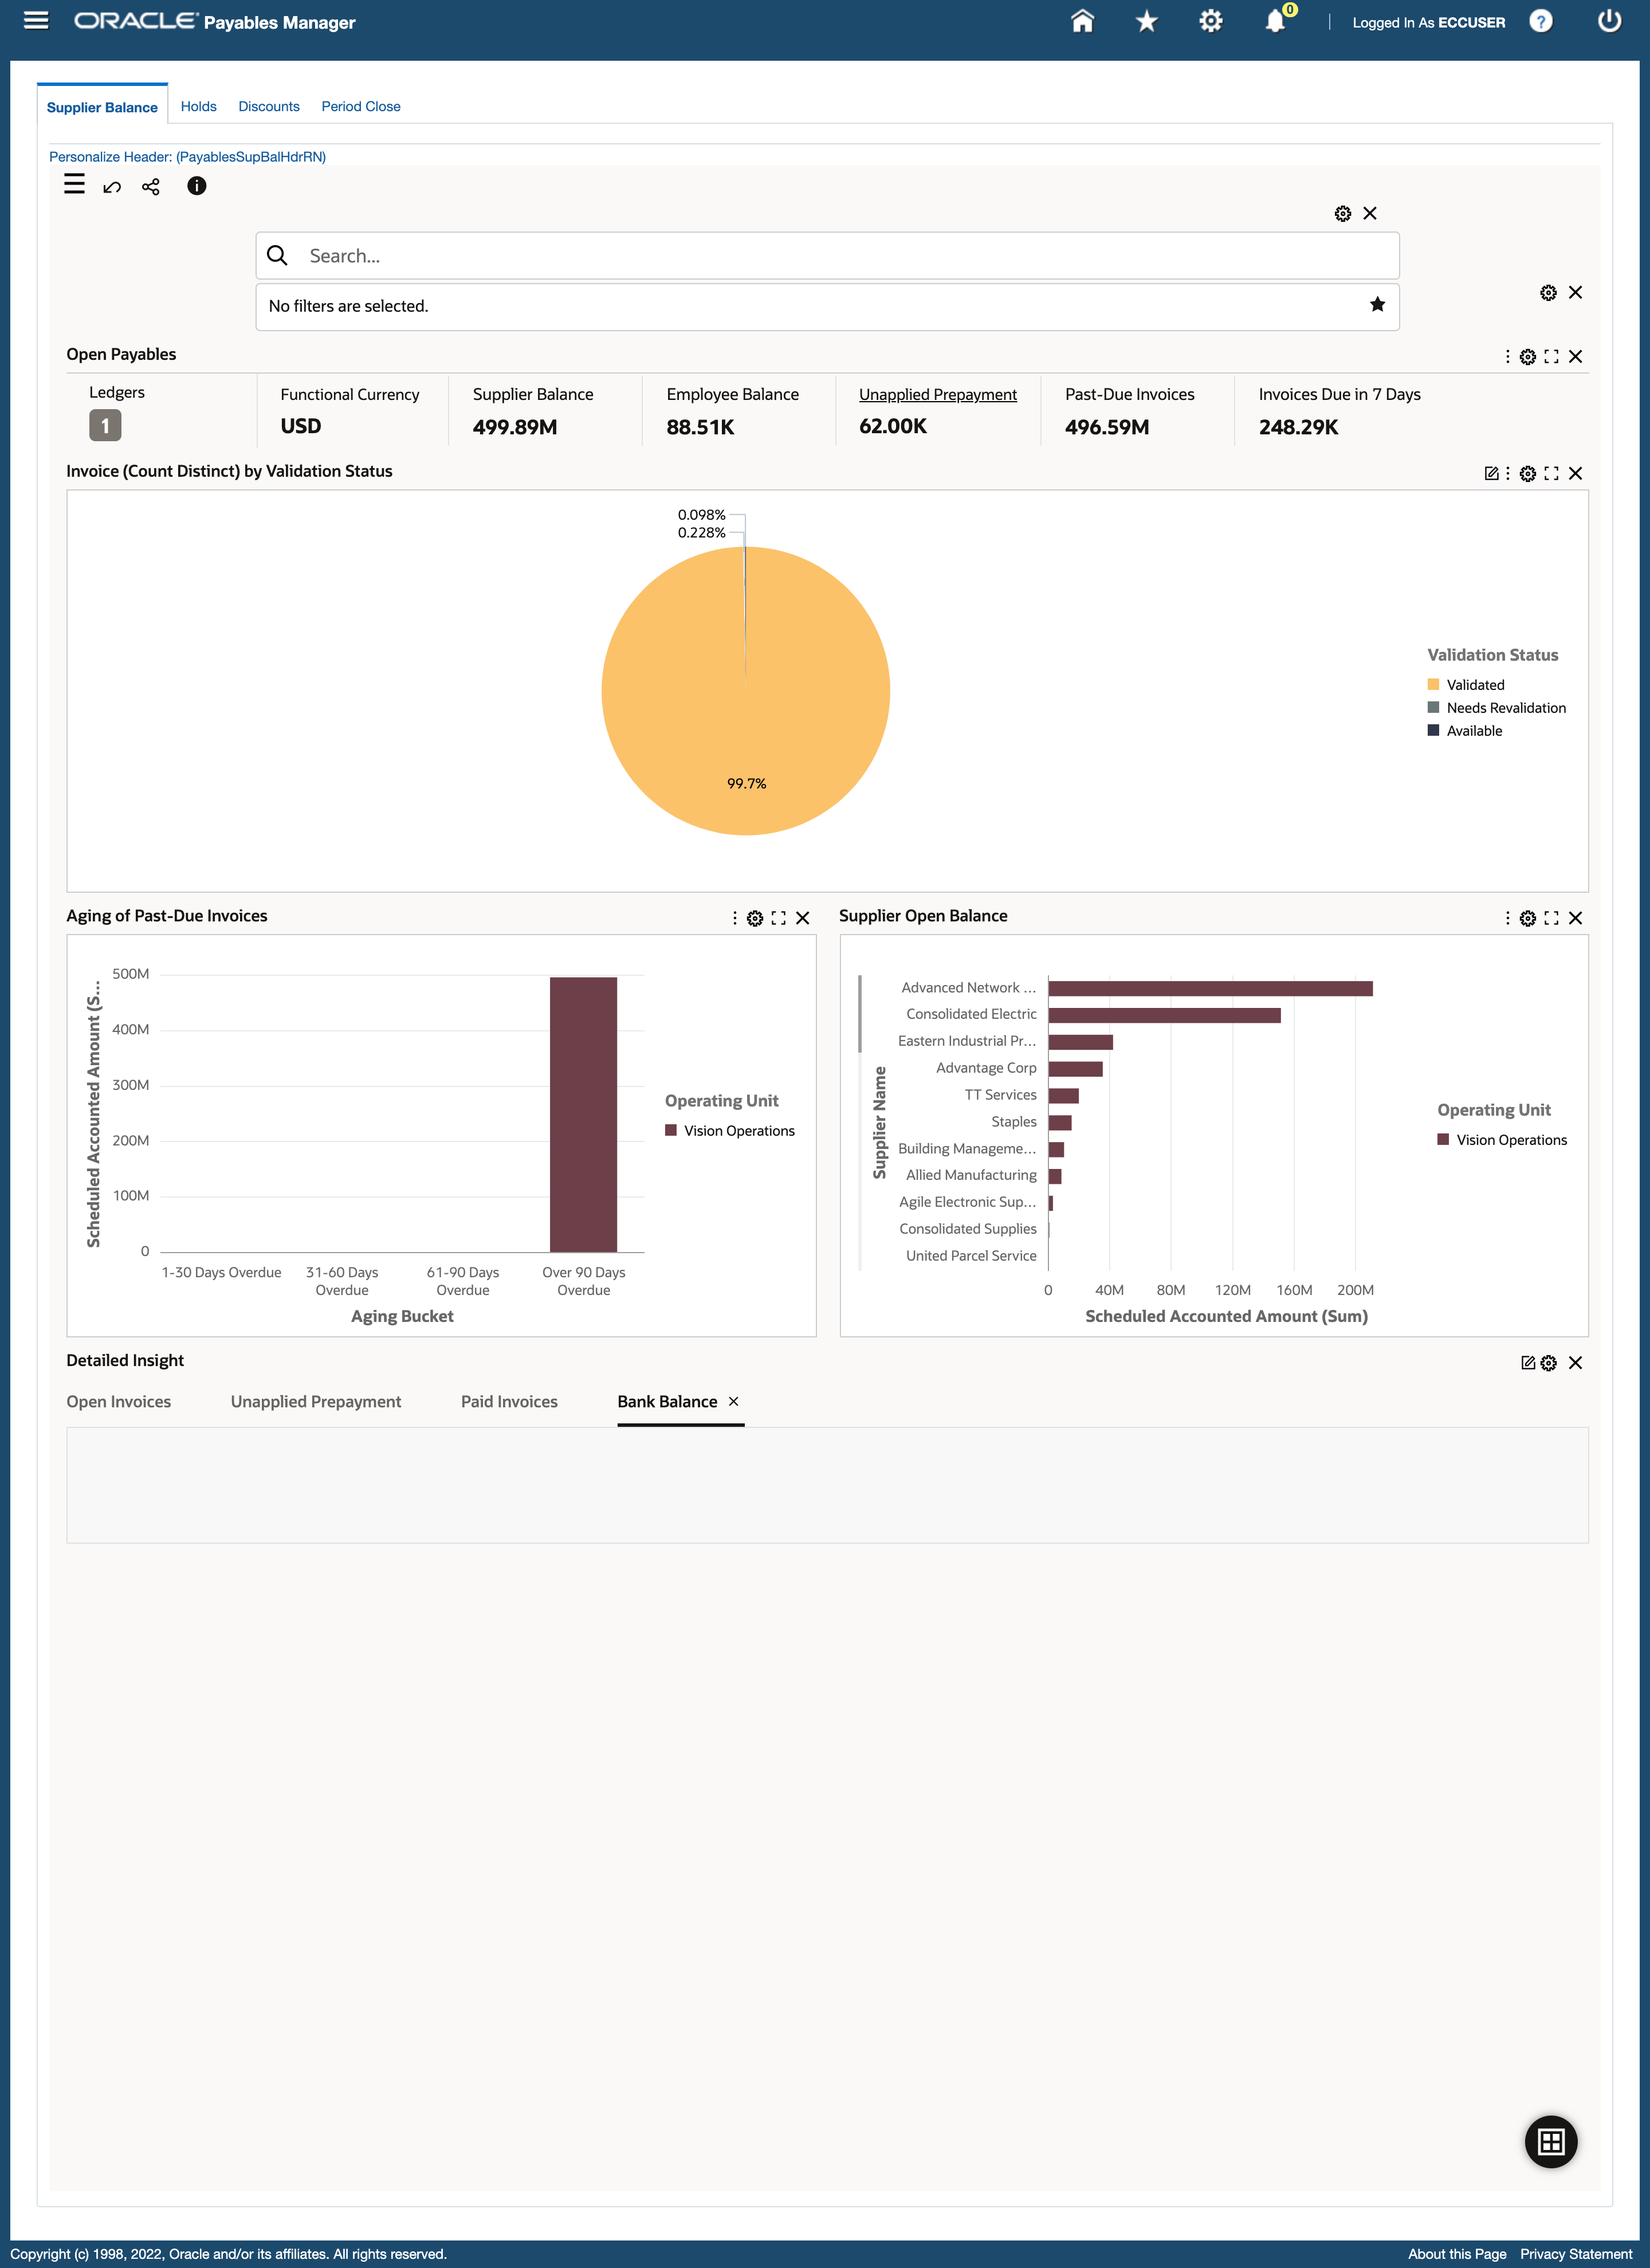 ORACLE® Payables Manager
0
Logged In As ECCUSER
?
Supplier Balance
Holds
Discounts
Period Close
Personalize Header: (PayablesSupBalHdrRN)
Search...
No filters are selected.
Open Payables
Ledgers
1
Functional Currency
USD
Supplier Balance
499.89M
Employee Balance
88.51K
Unapplied Prepayment
62.00K
Past-Due Invoices
496.59M
Invoices Due in 7 Days
248.29K
Invoice (Count Distinct) by Validation Status
0.098%
0.228%
99.7%
Validation Status
Validated
Needs Revalidation
Available
Aging of Past-Due Invoices
Scheduled Accounted Amount (S...
500M
400M
300M
200M
100M
0
1-30 Days Overdue
31-60 Days
Overdue
61-90 Days
Overdue
Over 90 Days
Overdue
Aging Bucket
Operating Unit
Vision Operations
Supplier Open Balance
Supplier Name
Advanced Network ...
Consolidated Electric
Eastern Industrial Pr...
Advantage Corp
TT Services
Staples
Building Manageme...
Allied Manufacturing
Agile Electronic Sup...
Consolidated Supplies
United Parcel Service
0
40M
80M
120M
160M
200M
Scheduled Accounted Amount (Sum)
Operating Unit
Vision Operations
Detailed Insight
Open Invoices
Unapplied Prepayment
Paid Invoices
Bank Balance
Copyright (c) 1998, 2022, Oracle and/or its affiliates. All rights reserved.
About this Page
Privacy Statement